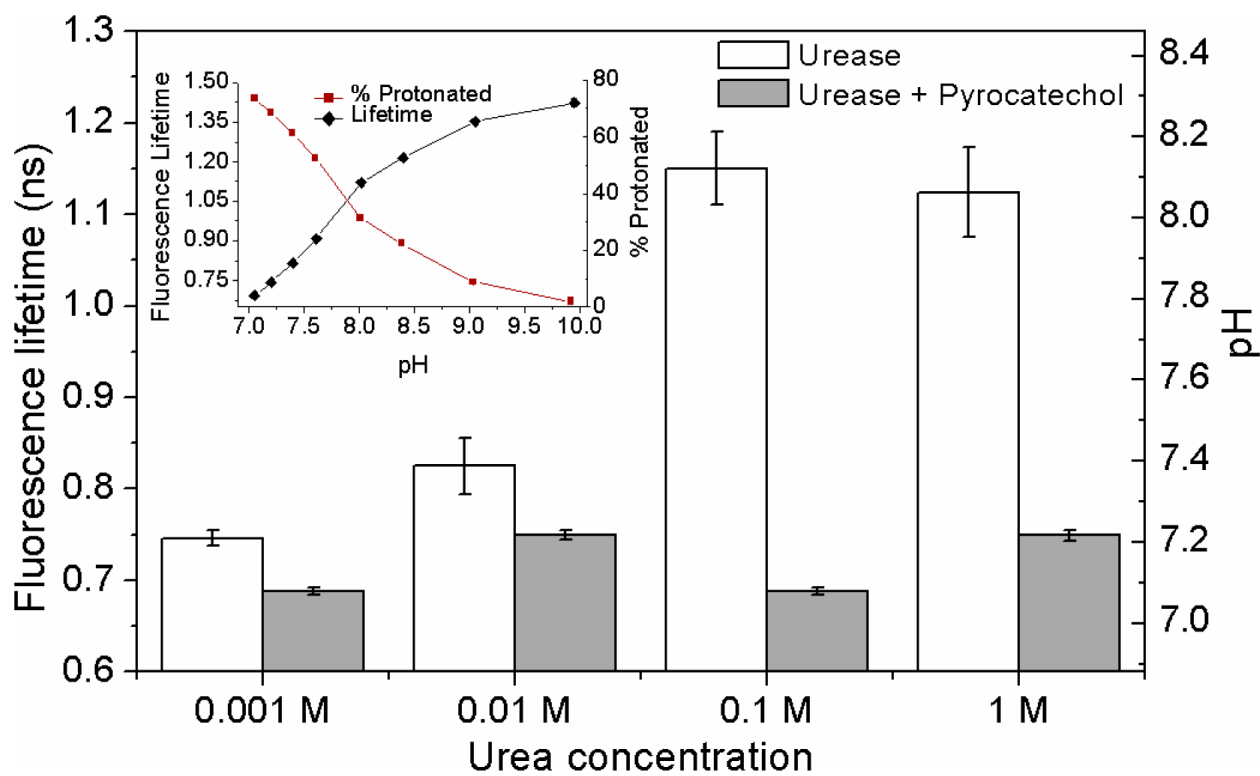 1.3
1.2
1.1
1.0
0.9
0.8
0.7
0.6
Fluorescence lifetime (ns)
8.4
8.2
8.0
7.8
7.6
7.4
7.2
7.0
pH
Urease
Urease + Pyrocatechol
1.50
1.35
1.20
1.05
0.90
0.75
Fluorescence Lifetime
% Protonated
Lifetime
80
60
40
20
0
% Protonated
7.0 7.5 8.0 8.5 9.0 9.5 10.0
pH
0.001 M 0.01 M 0.1 M 1 M
Urea concentration